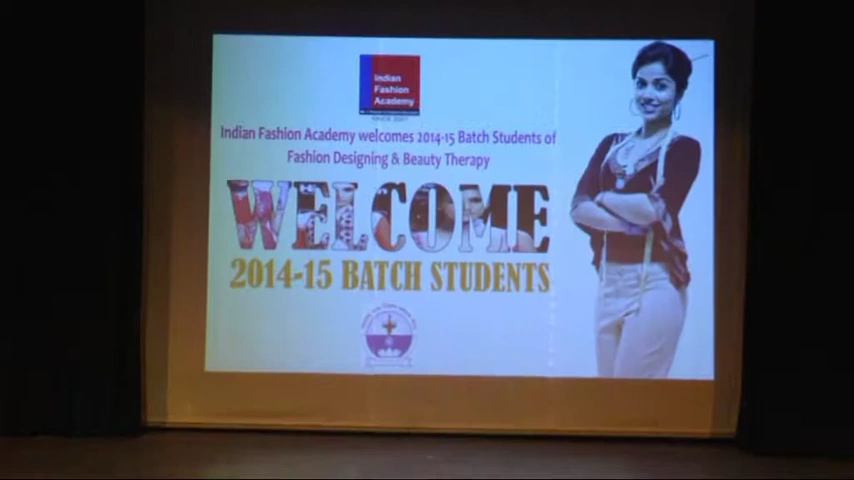 Indian
Fashion
Academy
Indian Fashion Academy welcomes 2014-15 Batch Students of
Fashion Designing & Beauty Therapy
WELCOME
2014-15 BATCH STUDENTS